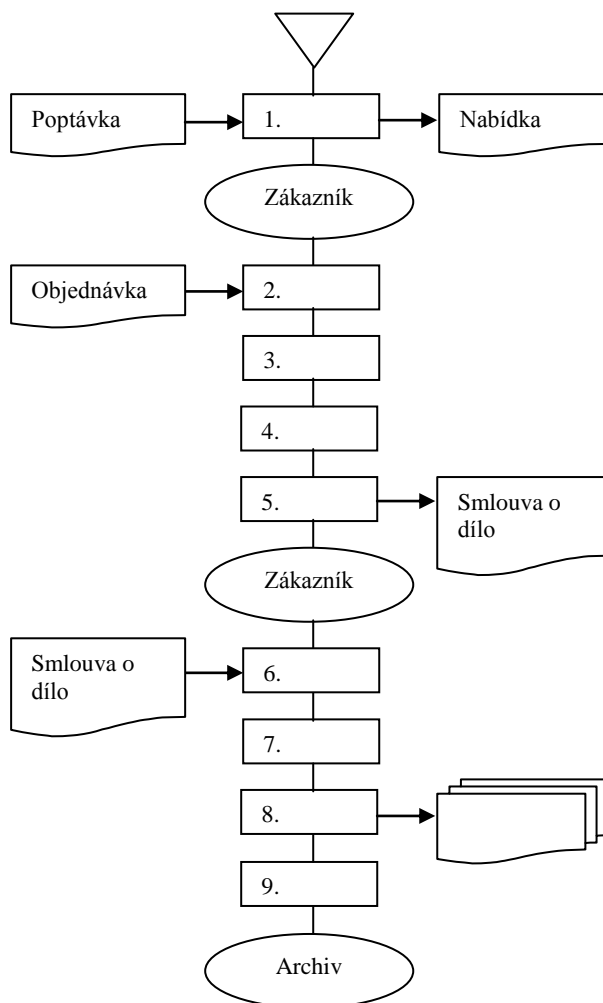 Poptávka
1.
Nabídka
Zákazník
Objednávka
2.
3.
4.
5.
Smlouva o
dílo
Zákazník
Smlouva o
dílo
6.
7.
8.
9.
Archiv